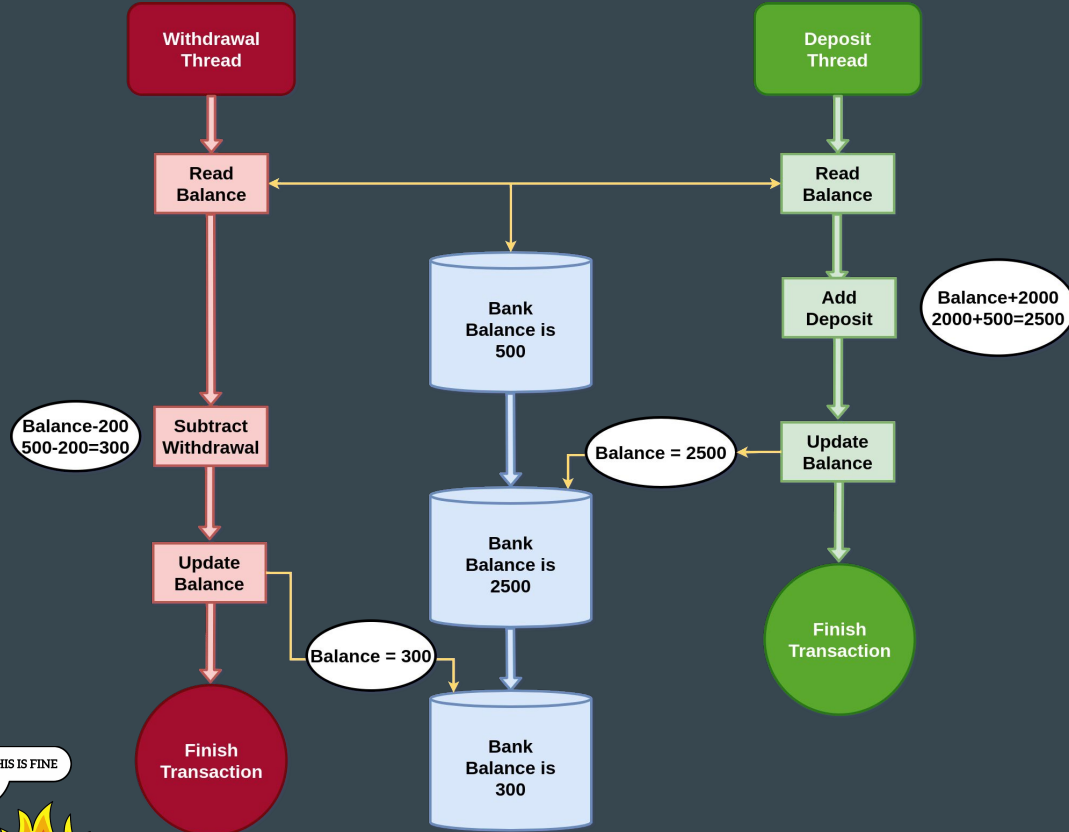 Withdrawal
Thread
Deposit
Thread
Read
Balance
Read
Balance
Bank
Balance is
500
Add
Deposit
Balance+2000
2000+500=2500
Balance-200
500-200=300
Subtract
Withdrawal
Balance = 2500
Update
Balance
Update
Balance
Bank
Balance is
2500
Finish
Transaction
Balance = 300
Finish
Transaction
Bank
Balance is
300
IS FINE